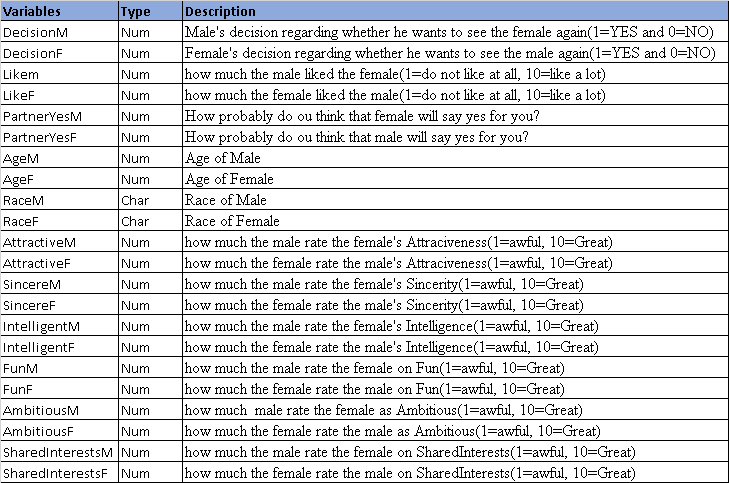 Variables Type Description
DecisionM Num Male's decision regarding whether he wants to see the female again(1=YES and 0=NO)
DecisionF Num Female's decision regarding whether he wants to see the male again(1=YES and 0=NO)
Likem Num how much the male liked the female(1=do not like at all, 10=like a lot)
LikeF Num how much the female liked the male(1=do not like at all, 10=like a lot)
PartnerYesM Num How probably do ou think that female will say yes for you?
PartnerYesF Num How probably do ou think that male will say yes for you?
AgeM Num Age of Male
AgeF Num Age of Female
RaceM Char Race of Male
RaceF Char Race of Female
AttractiveM Num how much the male rate the female's Attraciveness(1=awful, 10=Great)
AttractiveF Num how much the female rate the male's Attraciveness(1=awful, 10=Great)
SincereM Num how much the male rate the female's Sincerity(1=awful, 10=Great)
SincereF Num how much the female rate the male's Sincerity(1=awful, 10=Great)
IntelligentM Num how much the male rate the female's Intelligence(1=awful, 10=Great)
IntelligentF Num how much the female rate the male's Intelligence(1=awful, 10=Great)
FunM Num how much the male rate the female on Fun(1=awful, 10=Great)
FunF Num how much the female rate the male on Fun(1=awful, 10=Great)
AmbitiousM Num how much  male rate the female as Ambitious(1=awful, 10=Great)
AmbitiousF Num how much the female rate the male as Ambitious(1=awful, 10=Great)
SharedInterestsM Num how much the female rate the male on SharedInterests(1=awful, 10=Great)
SharedInterestsF Num how much the female rate the male on SharedInterests(1=awful, 10=Great)